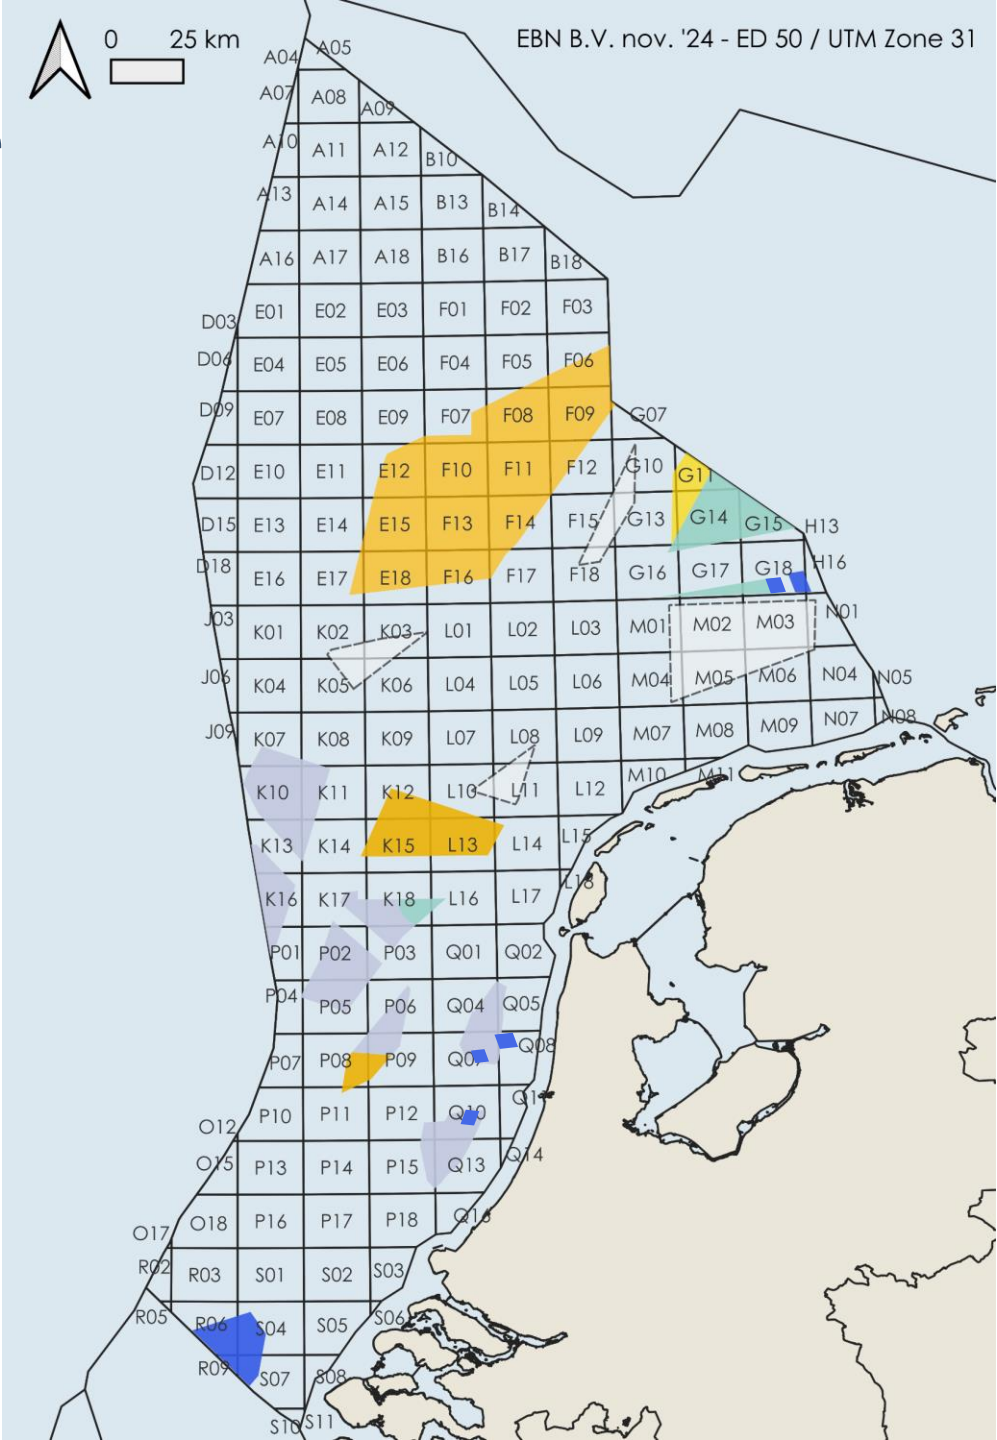 0 25 km
EBN B.V. nov. '24 - ED 50 / UTM Zone 31
A04 A05
A07 A08 A09
A10 A11 A12 B10
A13 A14 A15 B13 B14
A16 A17 A18 B16 B17 B18
D03 E01 E02 E03 F01 F02 F03
D06 E04 E05 E06 F04 F05 F06
D09 E07 E08 E09 F07 F08 F09 G07
D12 E10 E11 E12 F10 F11 F12 G10 G11
D15 E13 E14 E15 F13 F14 F15 G13 G14 G15 H13
D18 E16 E17 E18 F16 F17 F18 G16 G17 G18 H16
J03 K01 K02 K03 L01 L02 L03 M01 M02 M03 N01
J06 K04 K05 K06 L04 L05 L06 M04 M05 M06 N04 N05
J09 K07 K08 K09 L07 L08 L09 M07 M08 M09 N07 N08
K10 K11 K12 L10 L11 L12 M10 M11
K13 K14 K15 L13 L14 L15
K16 K17 K18 L16 L17 L18
P01 P02 P03 Q01 Q02
P04 P05 P06 Q04 Q05
P07 P08 P09 Q07 Q08
O12 P10 P11 P12 Q10 Q11
O15 P13 P14 P15 Q13 Q14
O17 O18 P16 P17 P18 Q16
R02 R03 S01 S02 S03
R05 R06 S04 S05 S06
R09 S07 S08
S10 S11